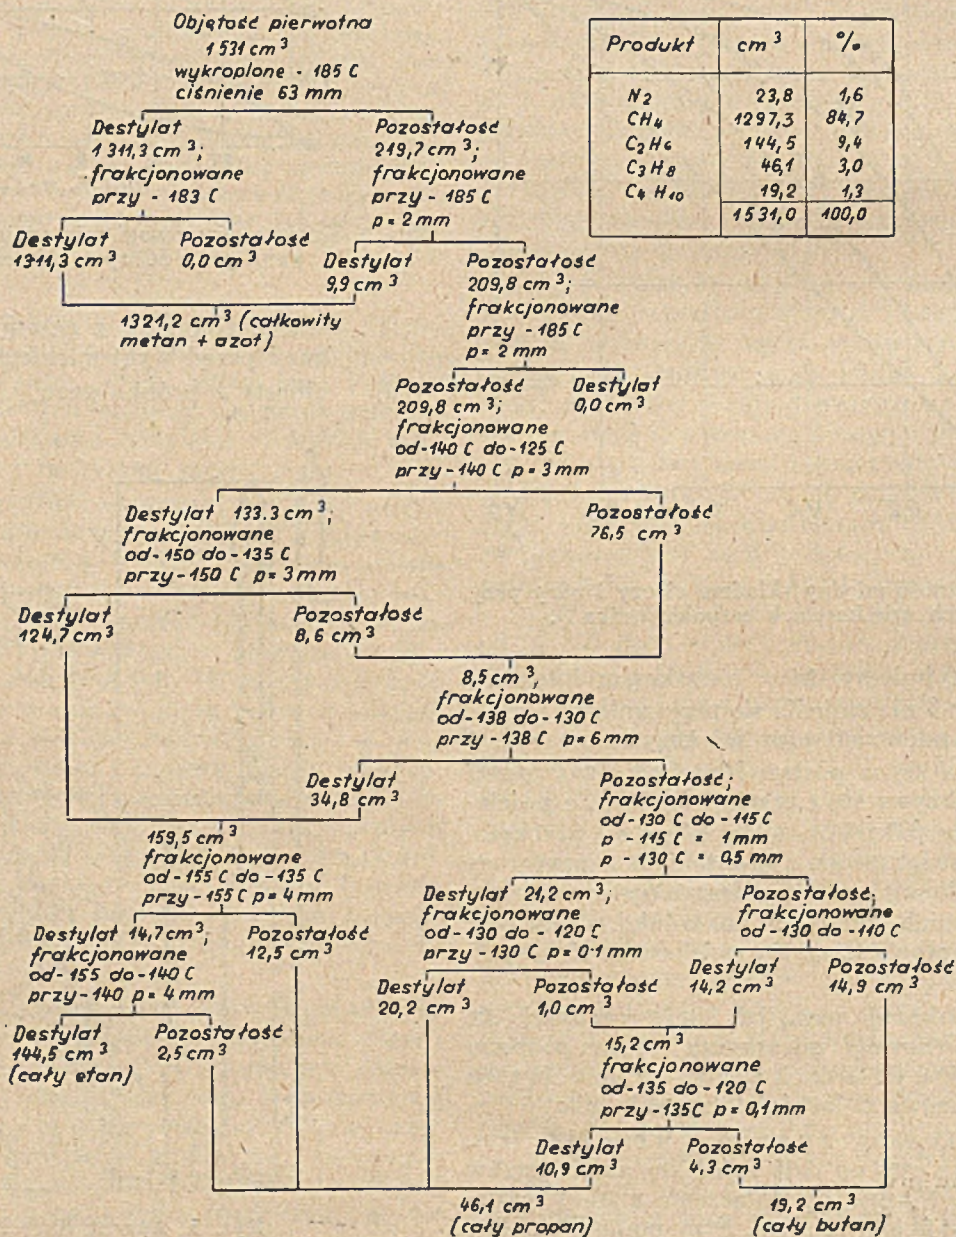 Objętość pierwotna
1 531 cm³
wykroplone - 185 C
ciśnienie 63 mm
Produkt cm³ %
N2 23,8 1,6
CH4 1297,3 84,7
C2H6 144,5 9,4
C3H8 46,1 3,0
C4H10 19,2 1,3
1531,0 100,0
Destylat
1 311,3 cm³;
frakcjonowane
przy - 183 C
Pozostałość
219,7 cm³;
frakcjonowane
przy - 185 C
p = 2 mm
Destylat
1311,3 cm³
Pozostałość
0,0 cm³
Destylat
9,9 cm³
Pozostałość
209,8 cm³;
frakcjonowane
przy - 185 C
p = 2 mm
1321,2 cm³ (całkowity
metan + azot)
Pozostałość
209,8 cm³;
frakcjonowane
od -140 C do -125 C
przy -140 C p = 3 mm
Destylat
0,0 cm³
Destylat 133.3 cm³;
frakcjonowane
od -150 do -135 C
przy -150 C p = 3 mm
Pozostałość
76,5 cm³
Destylat
124,7 cm³
Pozostałość
8,6 cm³
8,5 cm³,
frakcjonowane
od -138 do -130 C
przy -138 C p = 6 mm
Destylat
34,8 cm³
Pozostałość;
frakcjonowane
od -130 C do -115 C
p -115 C = 1 mm
p -130 C = 0,5 mm
159,5 cm³
frakcjonowane
od -155 C do -135 C
przy -155 C p = 4 mm
Destylat 21,2 cm³;
frakcjonowane
od -130 do - 120 C
przy -130 C p = 0·1 mm
Pozostałość;
frakcjonowane
od -130 do -110 C
Destylat 14,7 cm³;
frakcjonowane
od -155 do -140 C
przy -140 p = 4 mm
Pozostałość
12,5 cm³
Destylat
20,2 cm³
Pozostałość
1,0 cm³
Destylat
14,2 cm³
Pozostałość
14,9 cm³
Destylat
144,5 cm³
(cały etan)
Pozostałość
2,5 cm³
15,2 cm³
frakcjonowane
od -135 do -120 C
przy -135C p = 0,1 mm
Destylat
10,9 cm³
Pozostałość
4,3 cm³
46,1 cm³
(cały propan)
19,2 cm³
(cały butan)